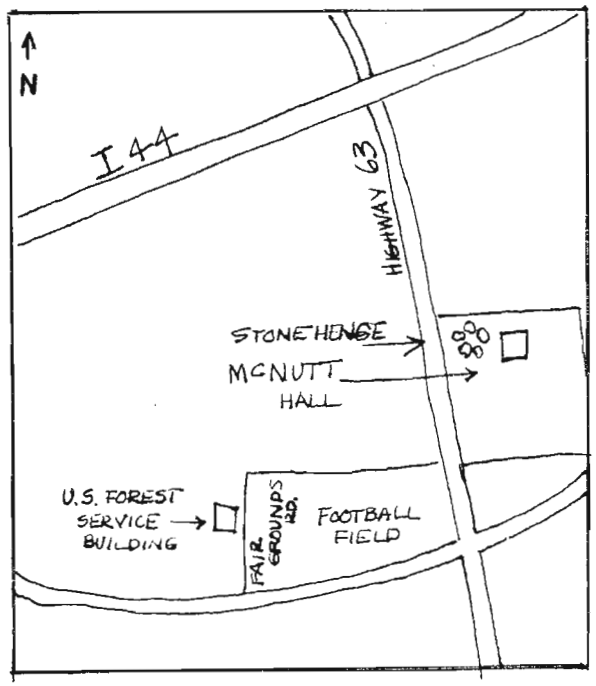 N
I 44
HIGHWAY 63
STONEHENGE
MCNUTT
HALL
U.S. FOREST
SERVICE
BUILDING
FAIR
GROUNDS
RD.
FOOTBALL
FIELD